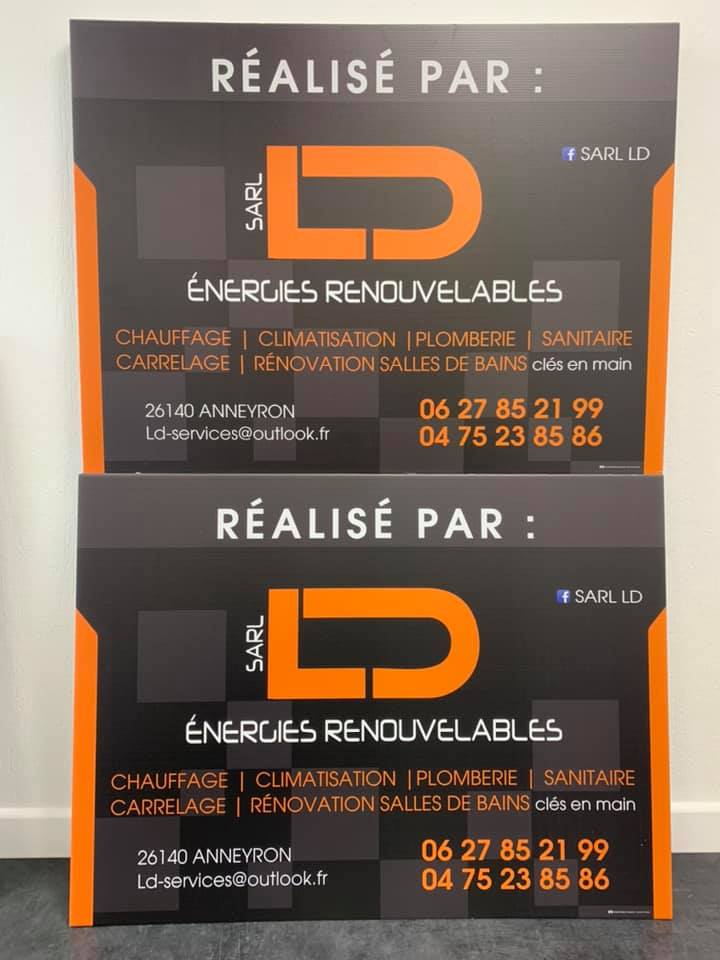 RÉALISÉ PAR :
SARL LD
SARL LD
ÉNERGIES RENOUVELABLES
CHAUFFAGE | CLIMATISATION | PLOMBERIE | SANITAIRE
CARRELAGE | RÉNOVATION SALLES DE BAINS clés en main
26140 ANNEYRON
Ld-services@outlook.fr
06 27 85 21 99
04 75 23 85 86
RÉALISÉ PAR :
SARL LD
SARL LD
ÉNERGIES RENOUVELABLES
CHAUFFAGE | CLIMATISATION | PLOMBERIE | SANITAIRE
CARRELAGE | RÉNOVATION SALLES DE BAINS clés en main
26140 ANNEYRON
Ld-services@outlook.fr
06 27 85 21 99
04 75 23 85 86